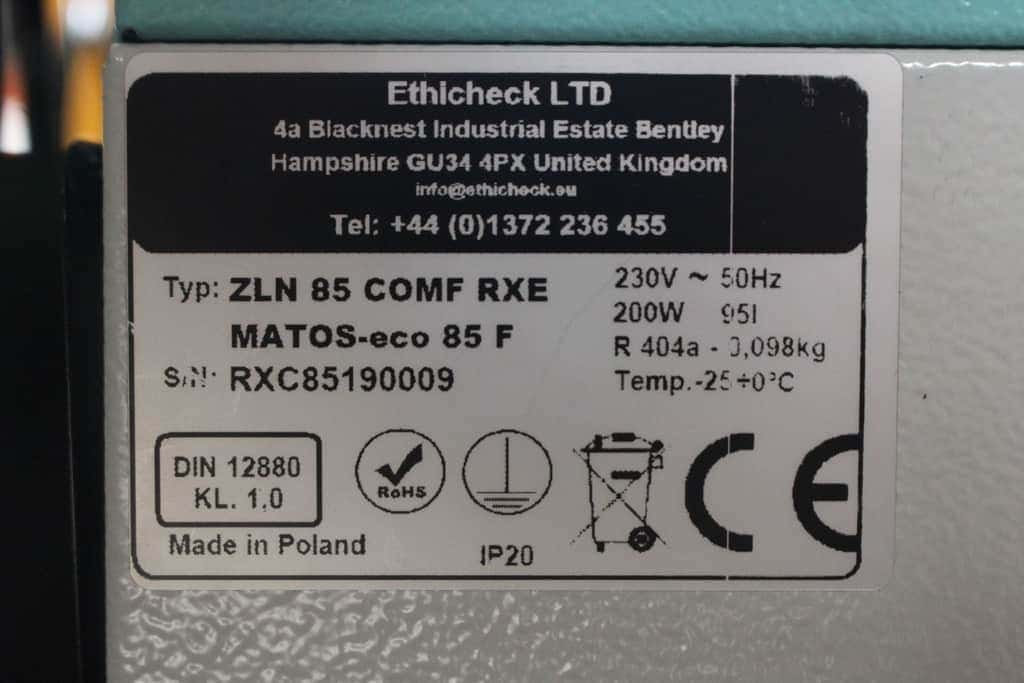 Ethicheck LTD
4a Blacknest Industrial Estate Bentley
Hampshire GU34 4PX United Kingdom
info@ethicheck.eu
Tel: +44 (0)1372 236 455
Typ: ZLN 85 COMF RXE
MATOS-eco 85 F
S/N: RXC85190009
230V ~ 50Hz
200W 95l
R 404a - 0,098kg
Temp.-25÷0°C
DIN 12880
KL. 1,0
RoHS
CE
Made in Poland
IP20